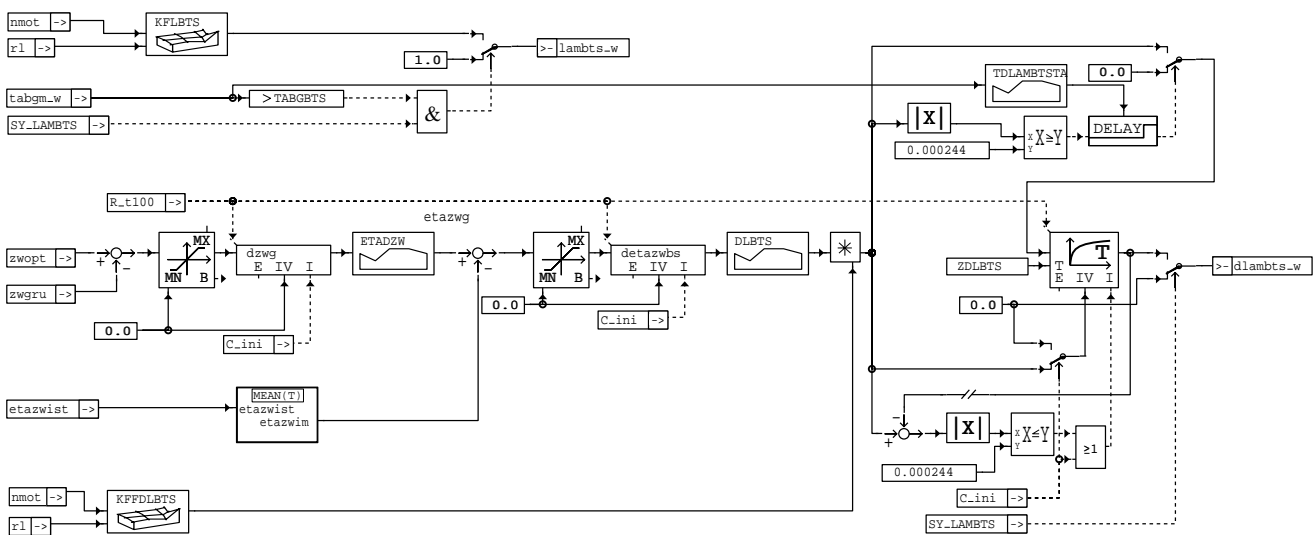 nmot ->
rl ->
KFLBTS
1.0
>- lambts_w
tabgm_w ->
> TABGBTS
SY_LAMBTS ->
&
TDLAMBTSTA
0.0
|X|
0.000244
X
Y
X≥Y
DELAY
R_t100 ->
etazwg
zwopt ->
zwgru ->
+
−
MX
MN
B
dzwg
E IV I
ETADZW
+
−
MX
MN
B
detazwbs
E IV I
DLBTS
*
0.0
C_ini ->
0.0
C_ini ->
ZDLBTS
T
T
E IV I
>- dlambts_w
0.0
etazwist ->
MEAN(T)
etazwist
etazwim
−
+
|X|
X
Y
X≤Y
≥1
0.000244
C_ini ->
SY_LAMBTS ->
nmot ->
rl ->
KFFDLBTS